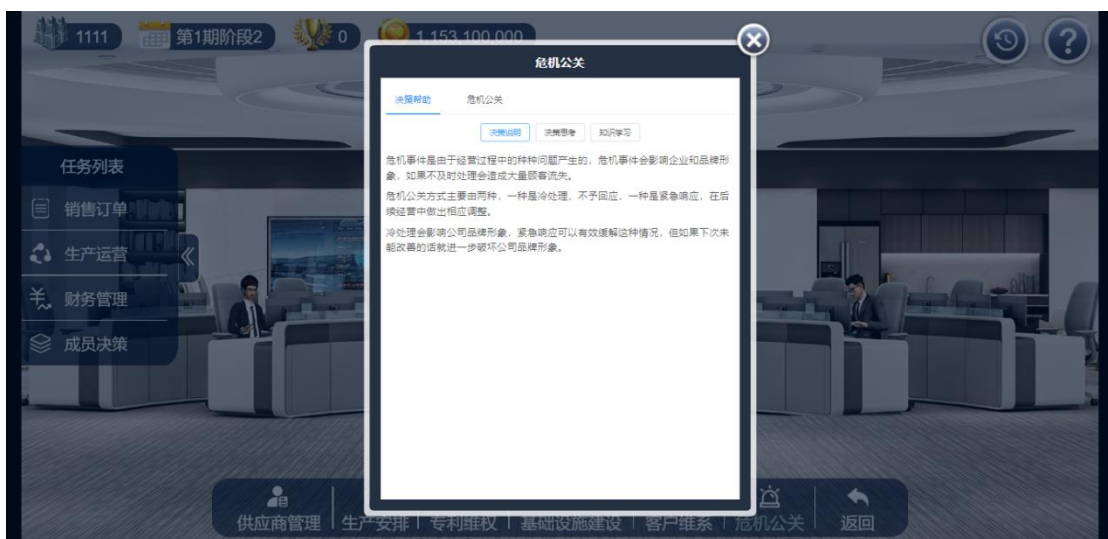 1111 第1期阶段2 0 1,153,100,000
危机公关
决策帮助 危机公关
决策说明 决策思考 知识学习
危机事件是由于经营过程中的种种问题产生的，危机事件会影响企业和品牌形
象，如果不及时处理会造成大量顾客流失。
危机公关方式主要由两种，一种是冷处理，不予回应，一种是紧急响应，在后
续经营中做出相应调整。
冷处理会影响公司品牌形象，紧急响应可以有效缓解这种情况，但如果下次未
能改善的话就进一步破坏公司品牌形象。
任务列表
销售订单
生产运营
财务管理
成员决策
供应商管理 生产安排 专利维权 基础设施建设 客户维系 危机公关 返回